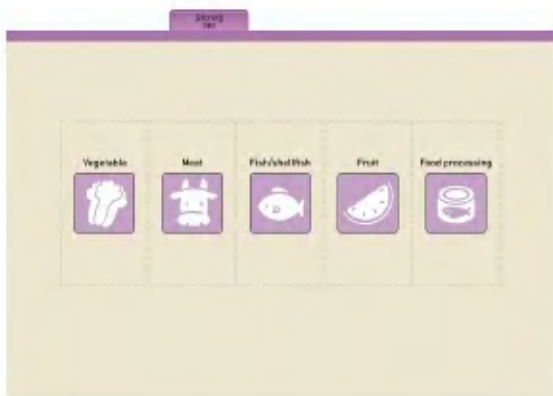 Vegetable
Meat
Fish/shellfish
Fruit
Food processing